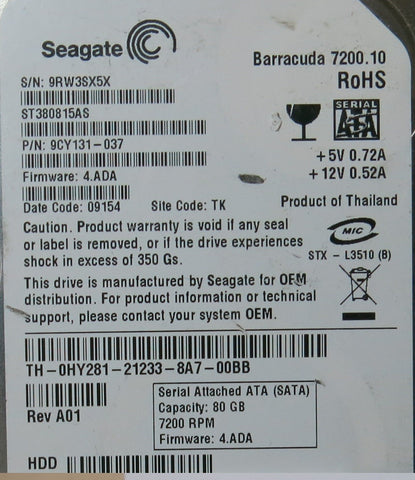 Seagate
Barracuda 7200.10
RoHS
S/N: 9RW3SX5X
ST380815AS
SERIAL
ATA
P/N: 9CY131-037
+5V 0.72A
Firmware: 4.ADA
+12V 0.52A
Date Code: 09154 Site Code: TK
Product of Thailand
Caution. Product warranty is void if any seal
or label is removed, or if the drive experiences
shock in excess of 350 Gs.
MIC
STX - L3510 (B)
This drive is manufactured by Seagate for OEM
distribution. For product information or technical
support, please contact your system OEM.
TH-0HY281-21233-8A7-00BB
Rev A01
Serial Attached ATA (SATA)
Capacity: 80 GB
7200 RPM
Firmware: 4.ADA
HDD